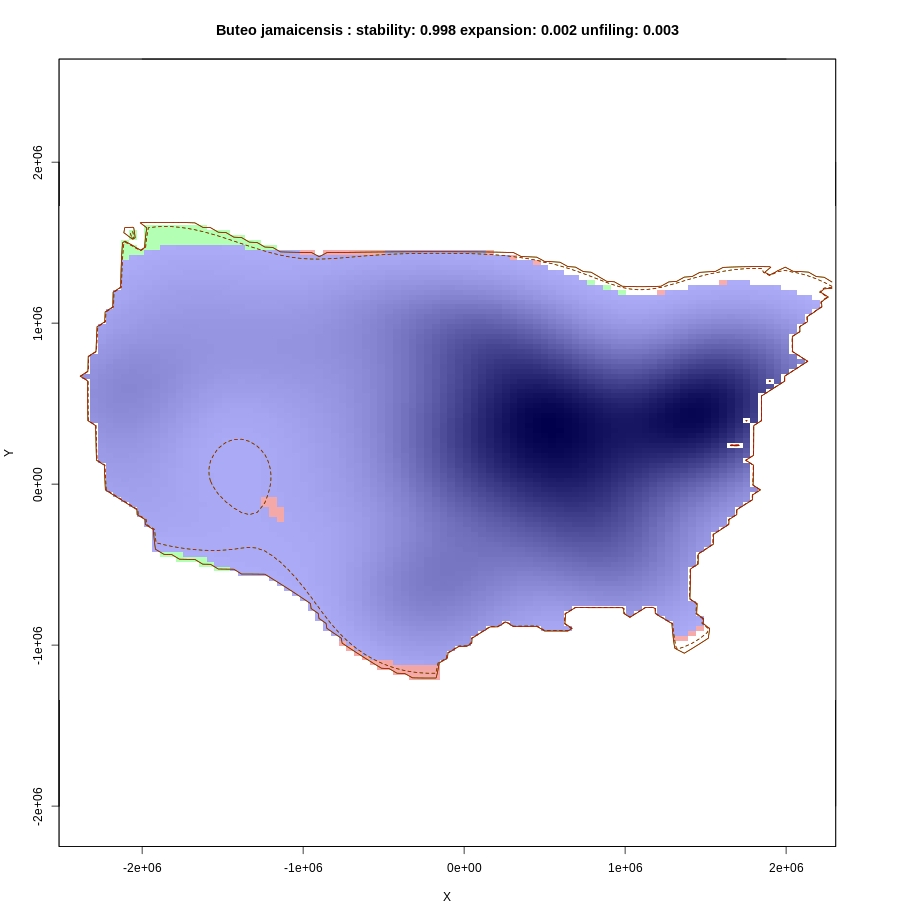 Buteo jamaicensis : stability: 0.998 expansion: 0.002 unfiling: 0.003
2e+06
1e+06
0e+00
-1e+06
-2e+06
Y
-2e+06 -1e+06 0e+00 1e+06 2e+06
X